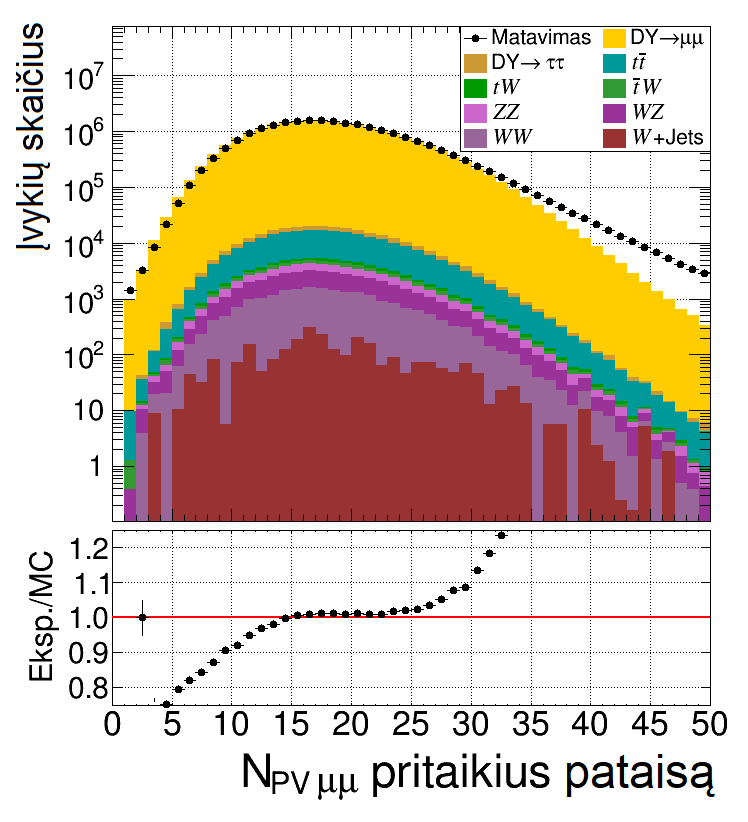 Įvykių skaičius
10⁷
10⁶
10⁵
10⁴
10³
10²
10
1
Matavimas DY→μμ
DY→ ττ tt̄
tW t̄W
ZZ WZ
WW W+Jets
Eksp./MC
1.2
1.1
1.0
0.9
0.8
0 5 10 15 20 25 30 35 40 45 50
N_PV μμ pritaikius pataisą